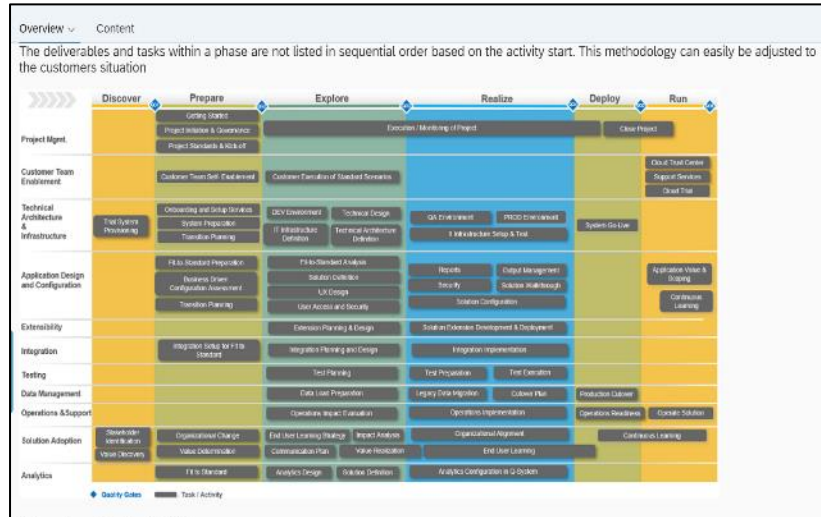 Overview
Content
The deliverables and tasks within a phase are not listed in sequential order based on the activity start. This methodology can easily be adjusted to
the customers situation
Discover Prepare Explore Realize Deploy Run
Project Mgmt.
Getting Started
Project Initiation & Governance
Project Standards & Kick off
Execution / Monitoring of Project
Close Project
Customer Team
Enablement
Customer Team Self- Enablement
Customer Execution of Standard Scenarios
Cloud Trust Center
Support Services
Cloud Trial
Technical
Architecture
&
Infrastructure
Trial System
Provisioning
Onboarding and Setup Services
System Preparation
Transition Planning
DEV Environment
Technical Design
IT Infrastructure
Definition
Technical Architecture
Definition
QA Environment
PROD Environment
IT Infrastructure Setup & Test
System Go Live
Application Design
and Configuration
Fit-to-Standard Preparation
Business Driven
Configuration Assessment
Transition Planning
Fit-to-Standard Analysis
Solution Definition
UX Design
User Access and Security
Reports
Output Management
Security
Solution Walkthrough
Solution Configuration
Application Value &
Scoping
Continuous
Learning
Extensibility
Extension Planning & Design
Solution Extension Development & Deployment
Integration
Integration Setup for Fit to
Standard
Integration Planning and Design
Integration Implementation
Testing
Test Planning
Test Preparation
Test Execution
Data Management
Data Load Preparation
Legacy Data Migration
Cutover Plan
Production Cutover
Operations &Support
Operations Impact Evaluation
Operations Implementation
Operations Readiness
Operate Solution
Solution Adoption
Stakeholder
Identification
Value Discovery
Organizational Change
Value Determination
End User Learning Strategy
Impact Analysis
Communication Plan
Value Realization
Organizational Alignment
End User Learning
Continuous Learning
Analytics
Fit to Standard
Analytics Design
Solution Definition
Analytics Configuration in Q-System
Quality Gates
Task / Activity